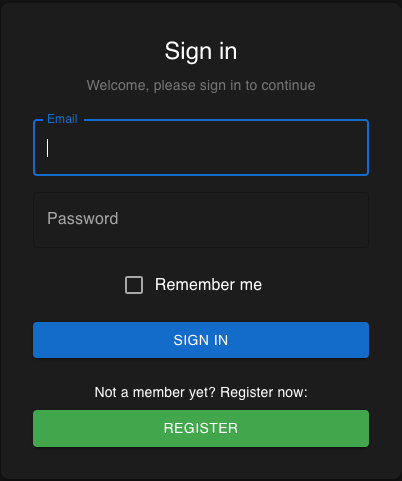 Sign in
Welcome, please sign in to continue
Email
Password
Remember me
SIGN IN
Not a member yet? Register now:
REGISTER